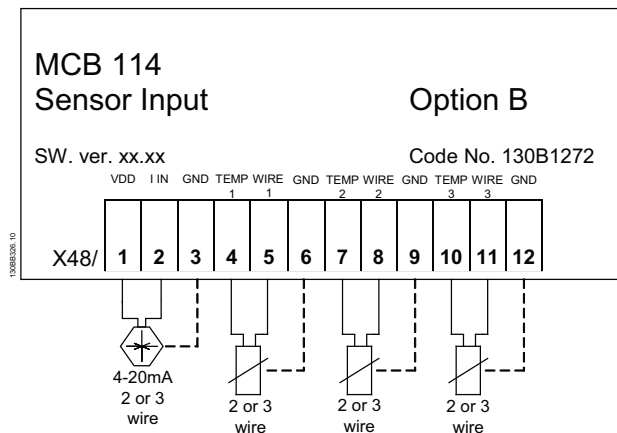 MCB 114
Sensor Input Option B
SW. ver. xx.xx Code No. 130B1272
VDD I IN GND TEMP WIRE GND TEMP WIRE GND TEMP WIRE GND
1 1 2 2 3 3
X48/ 1 2 3 4 5 6 7 8 9 10 11 12
130BB326.10
4-20mA
2 or 3
wire
2 or 3
wire
2 or 3
wire
2 or 3
wire